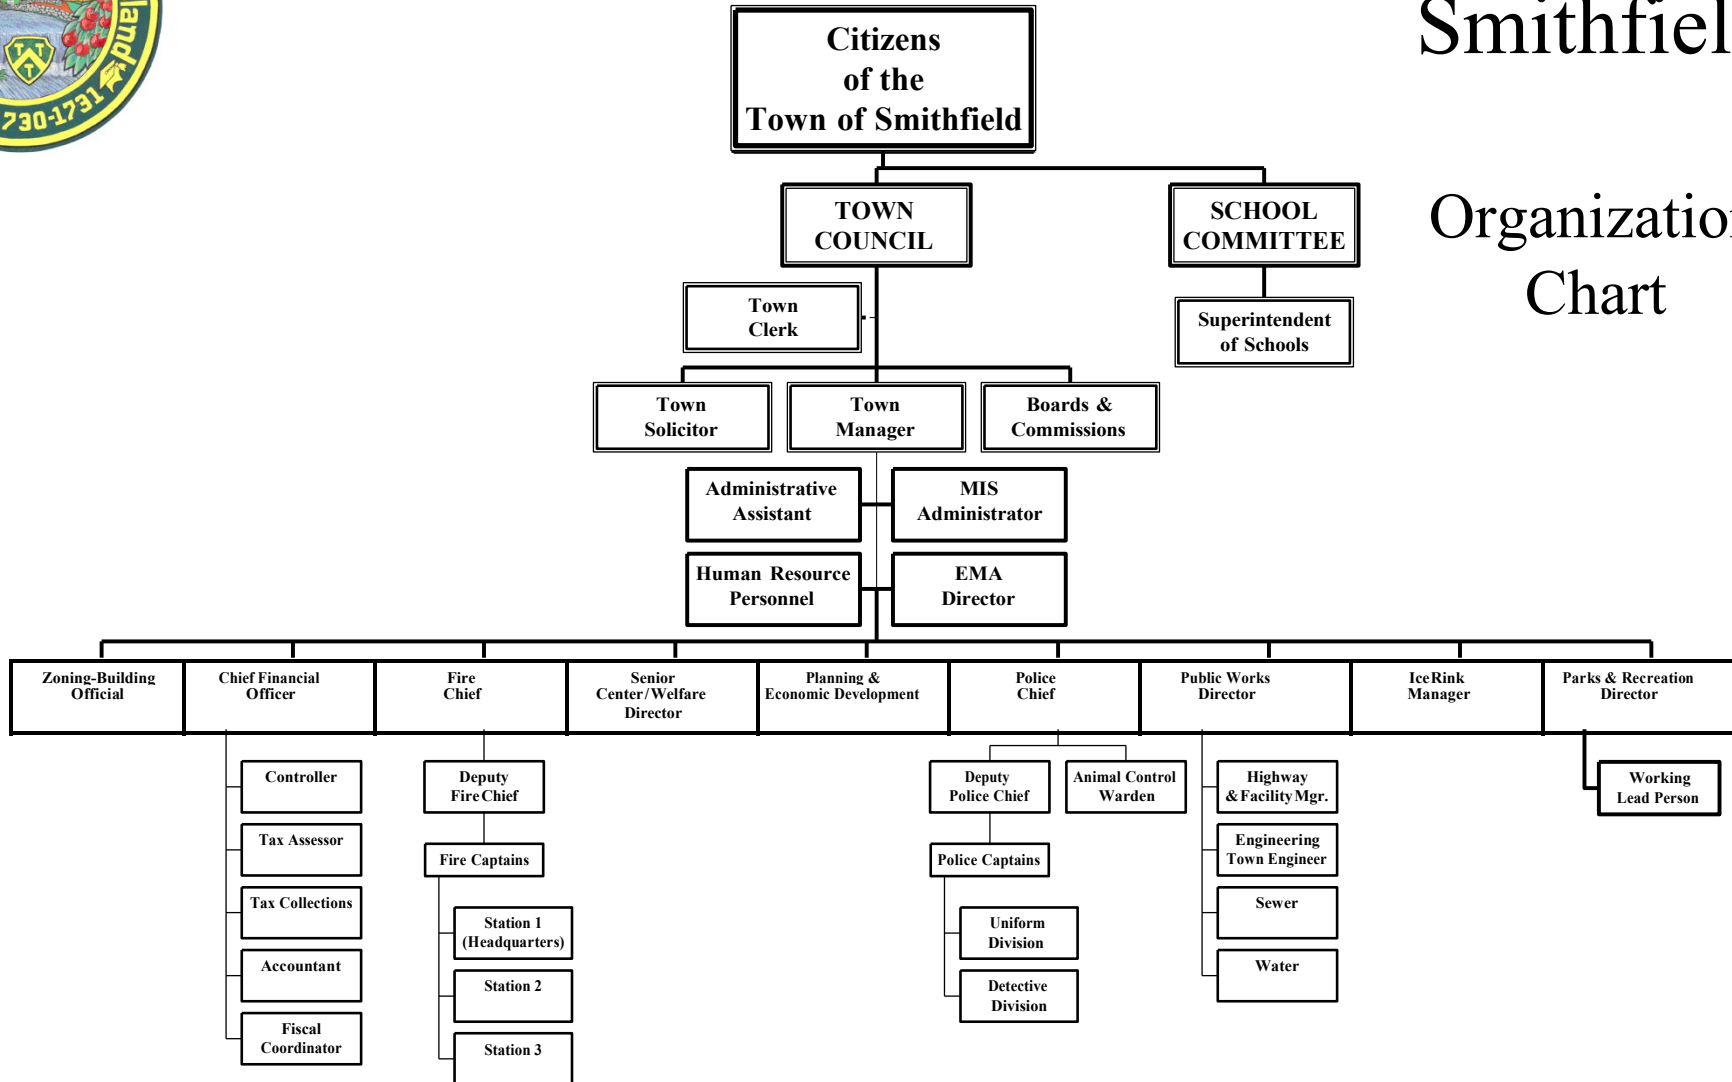 land
730-1731
Smithfiel
Organization
Chart
Citizens
of the
Town of Smithfield
TOWN
COUNCIL
SCHOOL
COMMITTEE
Town
Clerk
Superintendent
of Schools
Town
Solicitor
Town
Manager
Boards &
Commissions
Administrative
Assistant
MIS
Administrator
Human Resource
Personnel
EMA
Director
Zoning-Building
Official
Chief Financial
Officer
Fire
Chief
Senior
Center/Welfare
Director
Planning &
Economic Development
Police
Chief
Public Works
Director
IceRink
Manager
Parks & Recreation
Director
Controller
Tax Assessor
Tax Collections
Accountant
Fiscal
Coordinator
Deputy
Fire Chief
Fire Captains
Station 1
(Headquarters)
Station 2
Station 3
Deputy
Police Chief
Animal Control
Warden
Police Captains
Uniform
Division
Detective
Division
Highway
& Facility Mgr.
Engineering
Town Engineer
Sewer
Water
Working
Lead Person